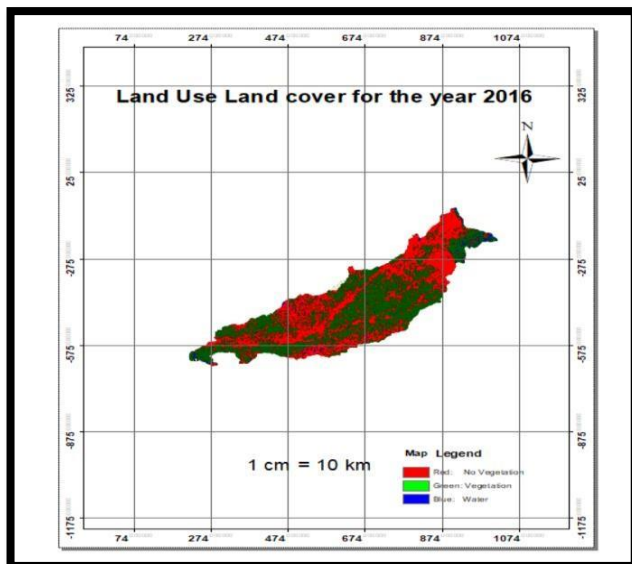 74 274 474 674 874 1074
325 325
Land Use Land cover for the year 2016
N
25 25
-275 -275
-575 -575
-875 -875
Map Legend
1 cm = 10 km
Red: No Vegetation
Green: Vegetation
Blue: Water
-1175 -1175
74 274 474 674 874 1074